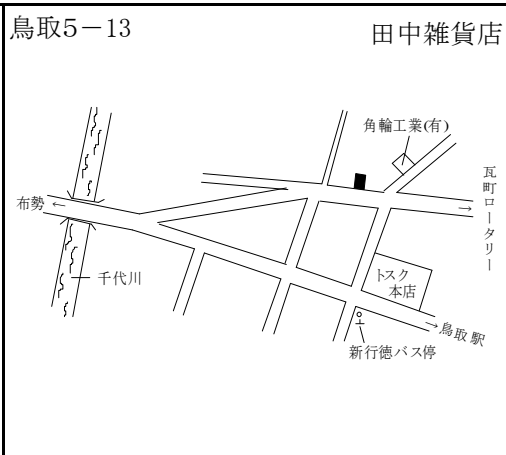 鳥取5－13
田中雑貨店
角輪工業(有)
瓦町ロータリー
布勢
←
→
千代川
トスク
本店
→鳥取駅
新行徳バス停